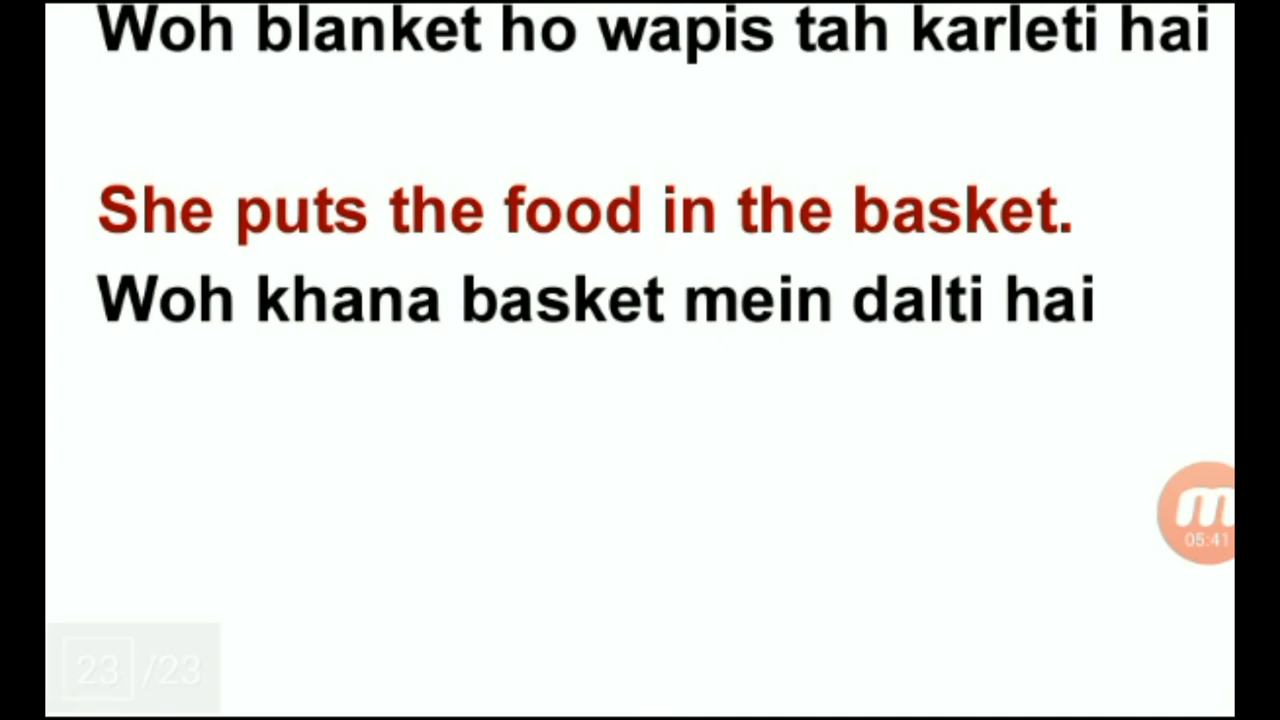 Woh blanket ho wapis tah karleti hai
She puts the food in the basket.
Woh khana basket mein dalti hai
m
05:41
23 /23